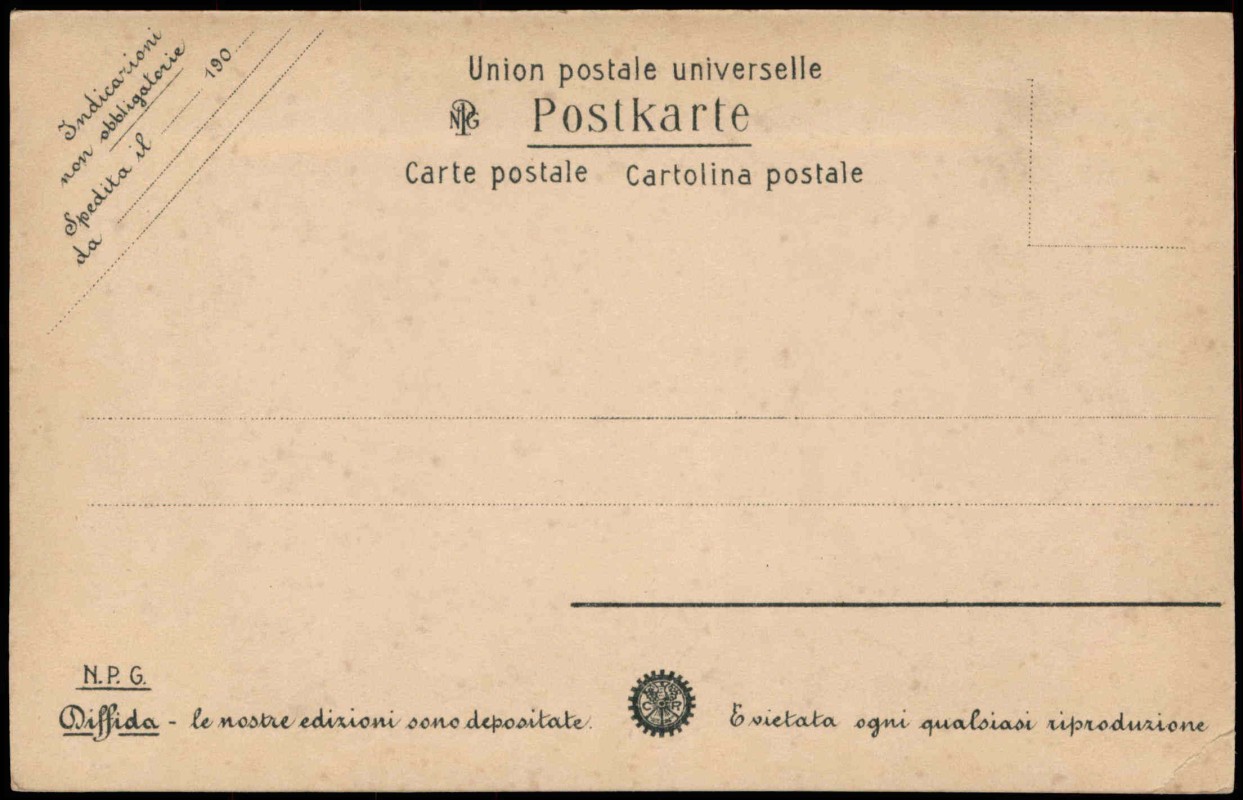 Indicazioni
non obbligatorie
Spedita il 190
da
Union postale universelle
NPG Postkarte
Carte postale Cartolina postale
N.P.G.
Diffida - le nostre edizioni sono depositate. C R E vietata ogni qualsiasi riproduzione